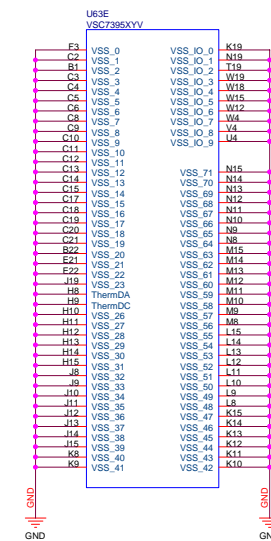 U63E
VSC7395XYV
F3 VSS_0 VSS_IO_0 K19
C2 VSS_1 VSS_IO_1 N19
B1 VSS_2 VSS_IO_2 T19
C3 VSS_3 VSS_IO_3 W19
C4 VSS_4 VSS_IO_4 W18
C5 VSS_5 VSS_IO_5 W15
C6 VSS_6 VSS_IO_6 W12
C8 VSS_7 VSS_IO_7 W4
C9 VSS_8 VSS_IO_8 V4
C10 VSS_9 VSS_IO_9 U4
C11 VSS_10
C12 VSS_11
C13 VSS_12 VSS_71 N15
C14 VSS_13 VSS_70 N14
C15 VSS_14 VSS_69 N13
C17 VSS_15 VSS_68 N12
C18 VSS_16 VSS_67 N11
C19 VSS_17 VSS_66 N10
C20 VSS_18 VSS_65 N9
C21 VSS_19 VSS_64 N8
B22 VSS_20 VSS_63 M15
E21 VSS_21 VSS_62 M14
E22 VSS_22 VSS_61 M13
J19 VSS_23 VSS_60 M12
H8 ThermDA VSS_59 M11
H9 ThermDC VSS_58 M10
H10 VSS_26 VSS_57 M9
H11 VSS_27 VSS_56 M8
H12 VSS_28 VSS_55 L15
H13 VSS_29 VSS_54 L14
H14 VSS_30 VSS_53 L13
H15 VSS_31 VSS_52 L12
J8 VSS_32 VSS_51 L11
J9 VSS_33 VSS_50 L10
J10 VSS_34 VSS_49 L9
J11 VSS_35 VSS_48 L8
J12 VSS_36 VSS_47 K15
J13 VSS_37 VSS_46 K14
J14 VSS_38 VSS_45 K13
J15 VSS_39 VSS_44 K12
K8 VSS_40 VSS_43 K11
K9 VSS_41 VSS_42 K10
GND GND
GND GN